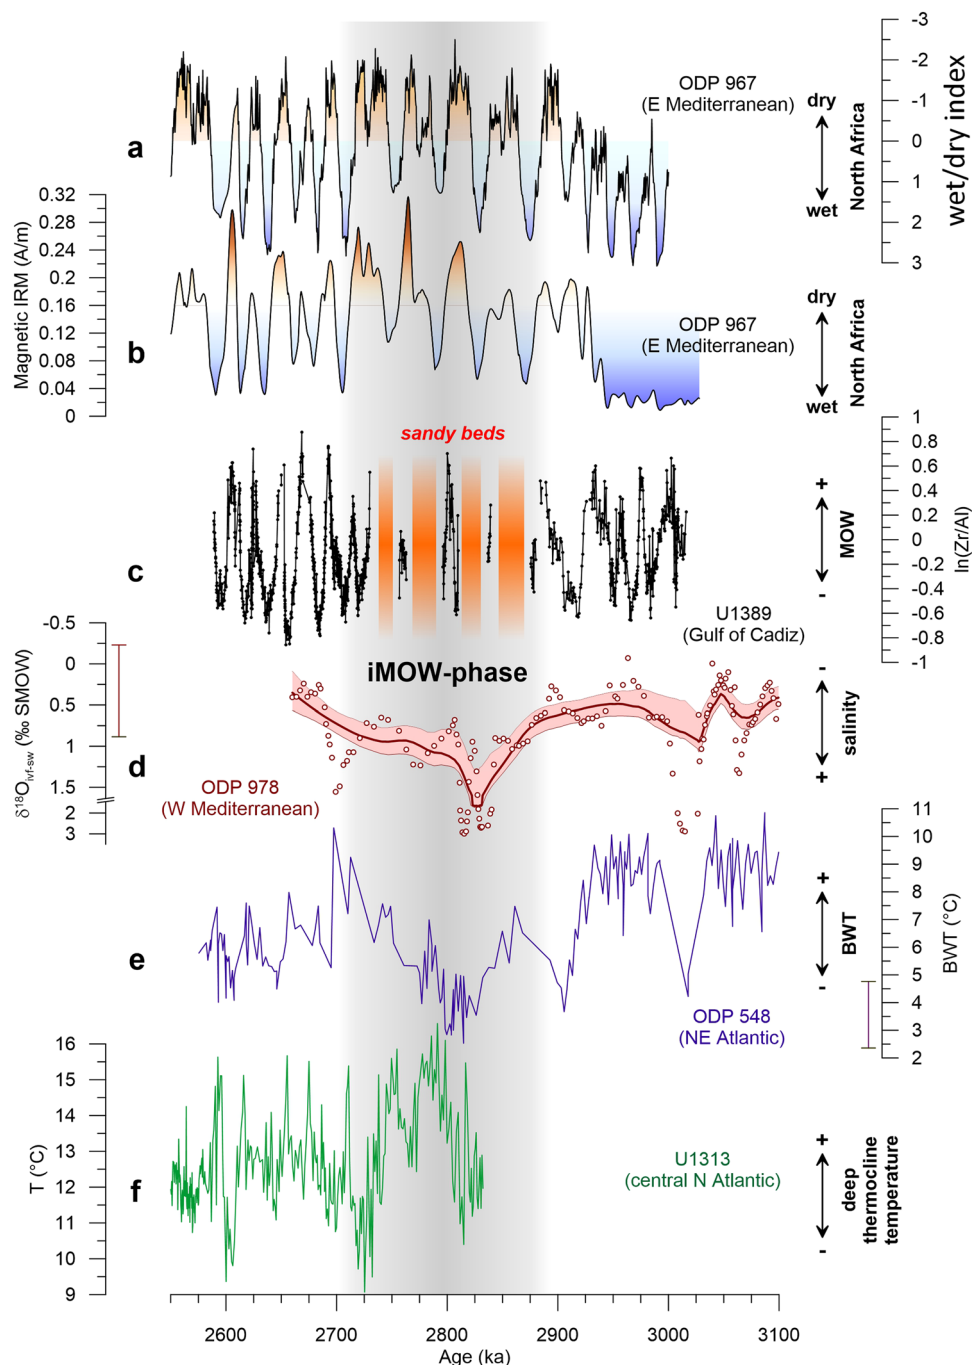 -3
-2
-1
0
1
2
3
wet/dry index
ODP 967
(E Mediterranean)
dry
North Africa
wet
a
0.32
0.28
0.24
0.2
0.16
0.12
0.08
0.04
0
Magnetic IRM (A/m)
b
ODP 967
(E Mediterranean)
dry
North Africa
wet
sandy beds
1
0.8
0.6
0.4
0.2
0
-0.2
-0.4
-0.6
-0.8
-1
ln(Zr/Al)
+
MOW
-
c
U1389
(Gulf of Cadiz)
iMOW-phase
-0.5
0
0.5
1
1.5
2
3
δ18Oivf-sw (‰ SMOW)
d
-
salinity
+
ODP 978
(W Mediterranean)
11
10
9
8
7
6
5
4
3
2
BWT (°C)
+
BWT
-
e
ODP 548
(NE Atlantic)
16
15
14
13
12
11
10
9
T (°C)
f
U1313
(central N Atlantic)
+
deep
thermocline
temperature
-
2600
2700
2800
2900
3000
3100
Age (ka)